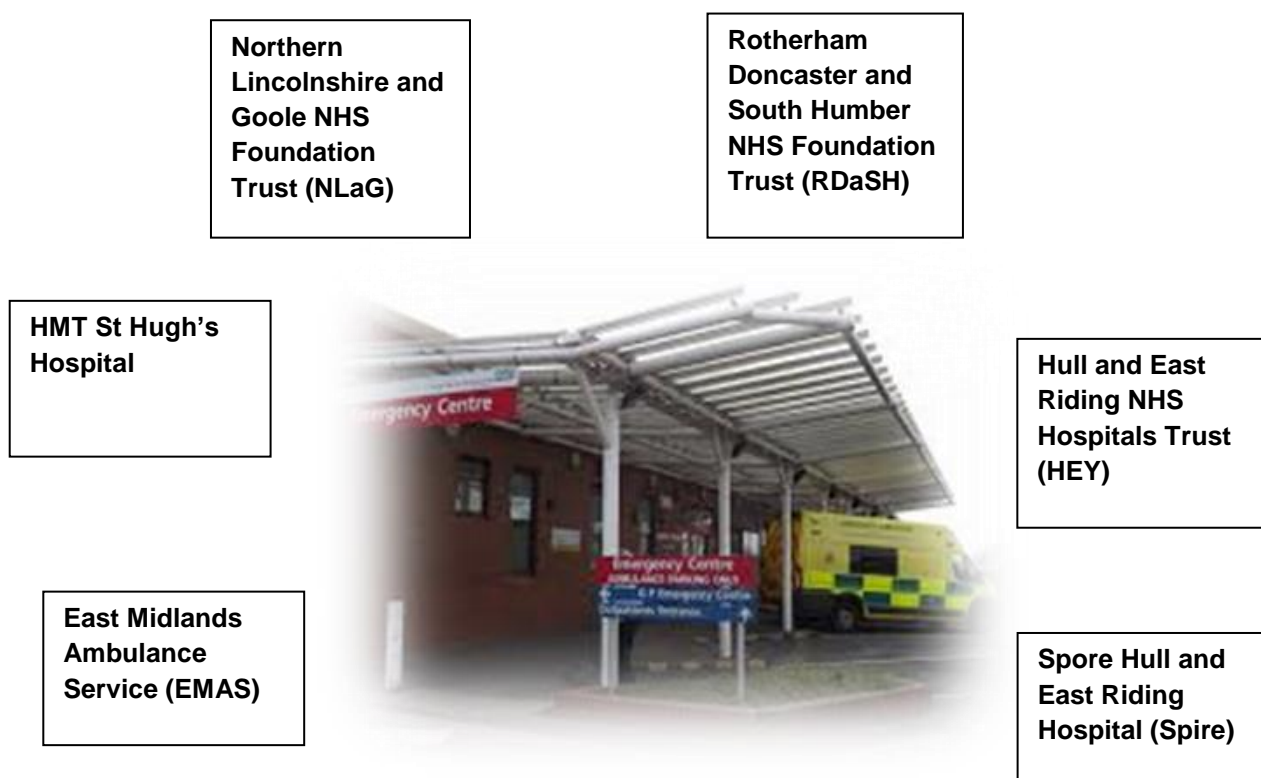 Northern
Lincolnshire and
Goole NHS
Foundation
Trust (NLaG)
Rotherham
Doncaster and
South Humber
NHS Foundation
Trust (RDaSH)
HMT St Hugh’s
Hospital
Hull and East
Riding NHS
Hospitals Trust
(HEY)
East Midlands
Ambulance
Service (EMAS)
Spore Hull and
East Riding
Hospital (Spire)
Emergency Centre
Emergency Centre
AMBULANCE PARKING ONLY
G P Emergency Centre
Outpatients Entrance